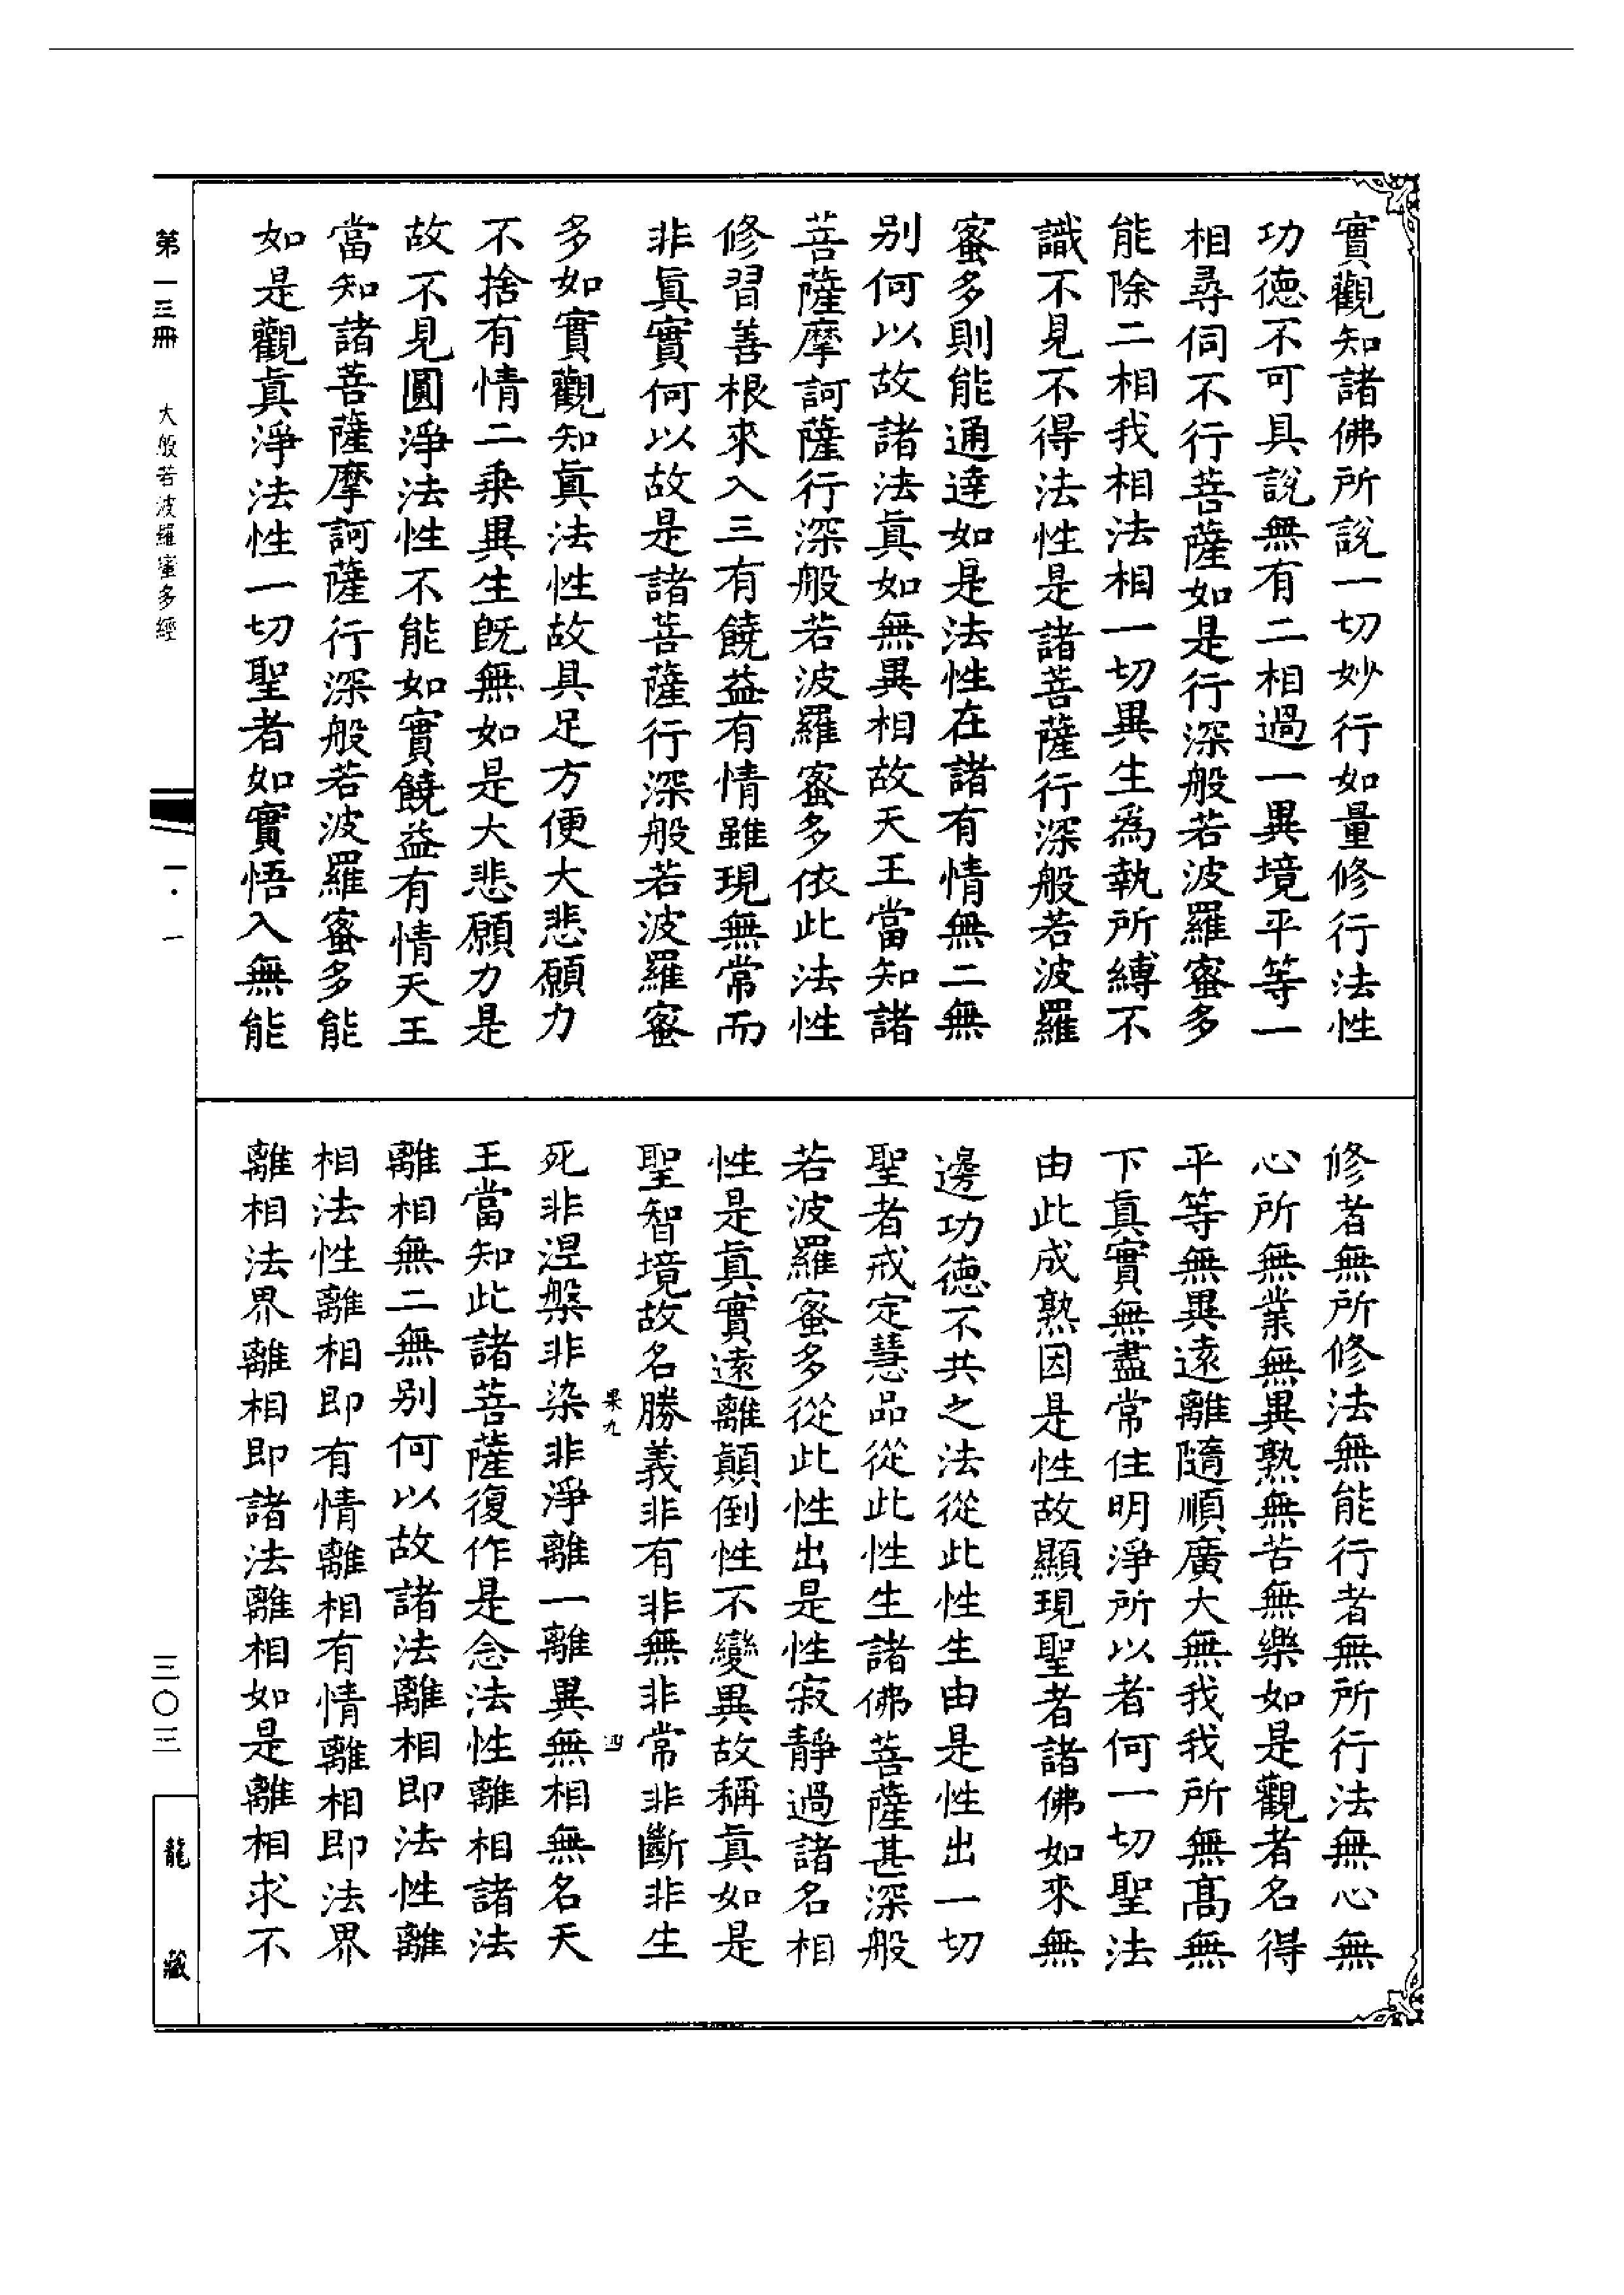 實觀知諸佛所說一切妙行如量修行法性
功德不可具說無有二相過一異境平等一
相尋伺不行菩薩如是行深般若波羅蜜多
能除二相我相法相一切異生為執所縛不
識不見不得法性是諸菩薩行深般若波羅
蜜多則能通達如是法性在諸有情無二無
別何以故諸法真如無異相故天王當知諸
菩薩摩訶薩行深般若波羅蜜多依此法性
修習善根來入三有饒益有情雖現無常而
非真實何以故是諸菩薩行深般若波羅蜜
多如實觀知真法性故具足方便大悲願力
不捨有情二乘異生既無如是大悲願力是
故不見圓淨法性不能如實饒益有情天王
當知諸菩薩摩訶薩行深般若波羅蜜多能
如是觀真淨法性一切聖者如實悟入無能
修者無所修法無能行者無所行法無心無
心所無業無異熟無苦無樂如是觀者名得
平等無異遠離隨順廣大無我我所無高無
下真實無盡常住明淨所以者何一切聖法
由此成熟因是性故顯現聖者諸佛如來無
邊功德不共之法從此性生由是性出一切
聖者戒定慧品從此性生諸佛菩薩甚深般
若波羅蜜多從此性出是性寂靜過諸名相
性是真實遠離顛倒性不變異故稱真如是
聖智境故名勝義非有非無非常非斷非生
果九 四
死非涅槃非染非淨離一離異無相無名天
王當知此諸菩薩復作是念法性離相諸法
離相無二無別何以故諸法離相即法性離
相法性離相即有情離相有情離相即法界
離相法界離相即諸法離相如是離相求不
第一三冊 大般若波羅蜜多經
一·一
三〇三
龍藏